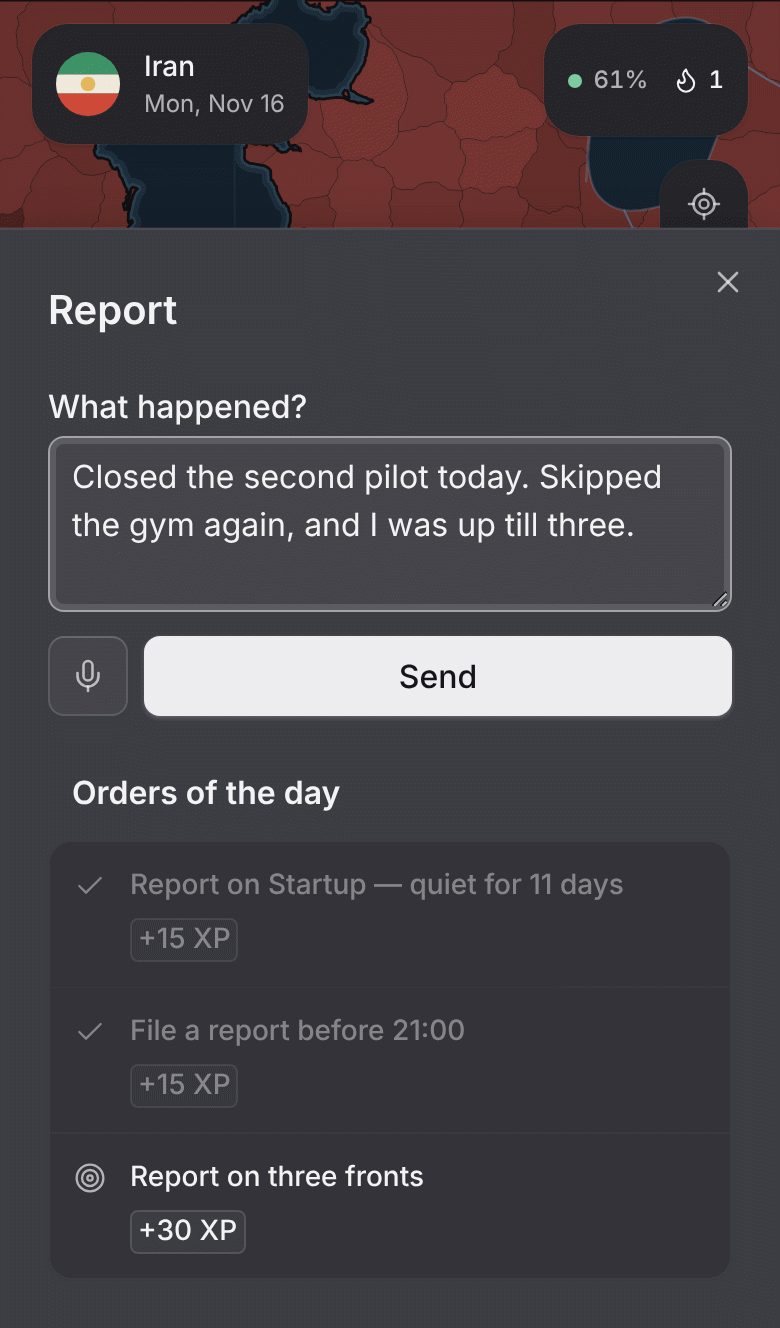 Iran
Mon, Nov 16
61%
1
Report
What happened?
Closed the second pilot today. Skipped
the gym again, and I was up till three.
Send
Orders of the day
Report on Startup — quiet for 11 days
+15 XP
File a report before 21:00
+15 XP
Report on three fronts
+30 XP